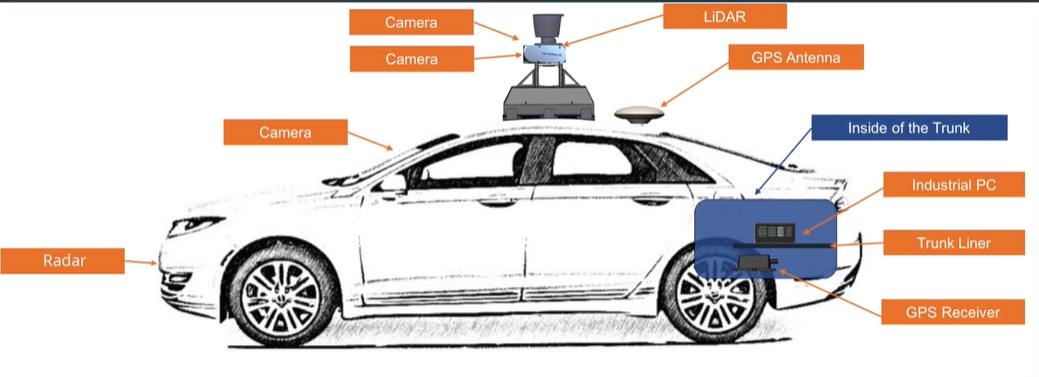 Camera
LiDAR
Camera
GPS Antenna
Camera
Inside of the Trunk
Industrial PC
Trunk Liner
Radar
GPS Receiver